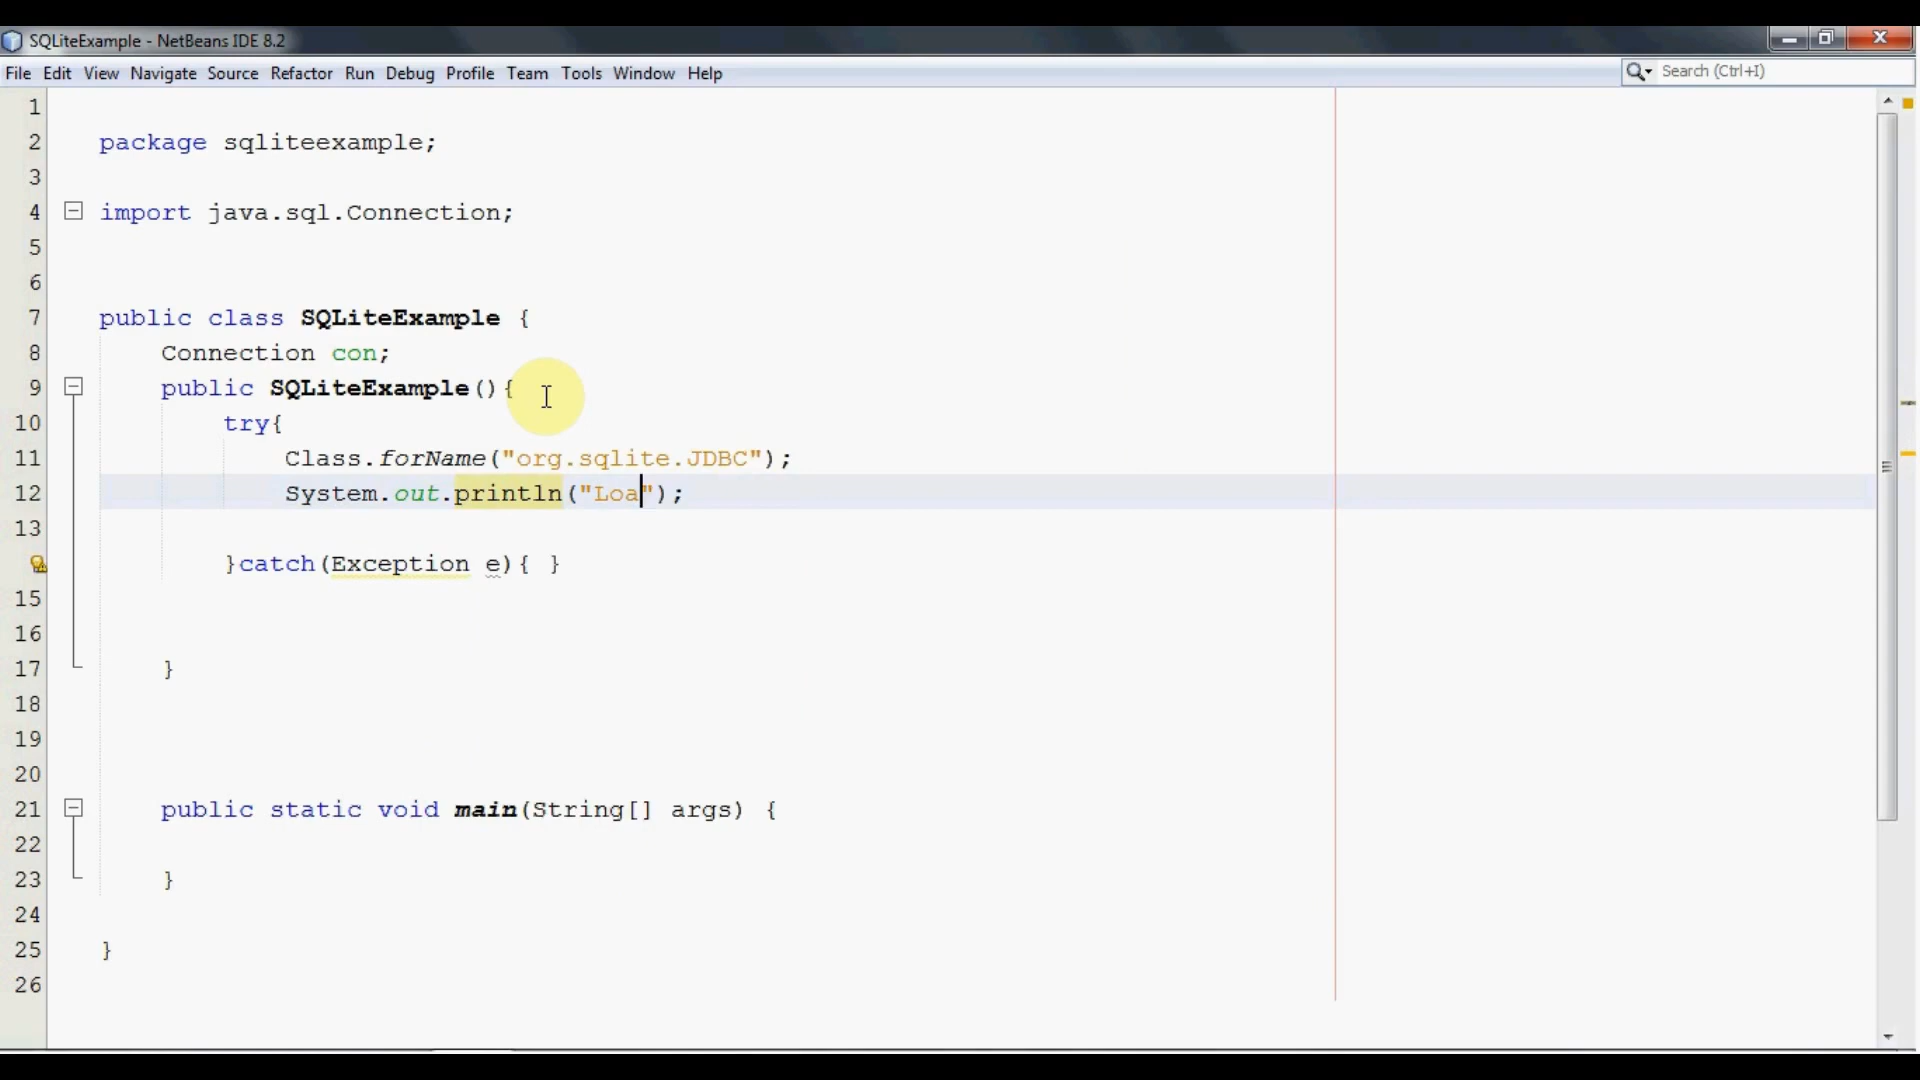 SQLiteExample - NetBeans IDE 8.2
File Edit View Navigate Source Refactor Run Debug Profile Team Tools Window Help
Search (Ctrl+I)
1
2 package sqliteexample;
3
4 import java.sql.Connection;
5
6
7 public class SQLiteExample {
8 Connection con;
9 public SQLiteExample(){
10 try{
11 Class.forName("org.sqlite.JDBC");
12 System.out.println("Loa");
13
}catch(Exception e){ }
15
16
17 }
18
19
20
21 public static void main(String[] args) {
22
23 }
24
25 }
26